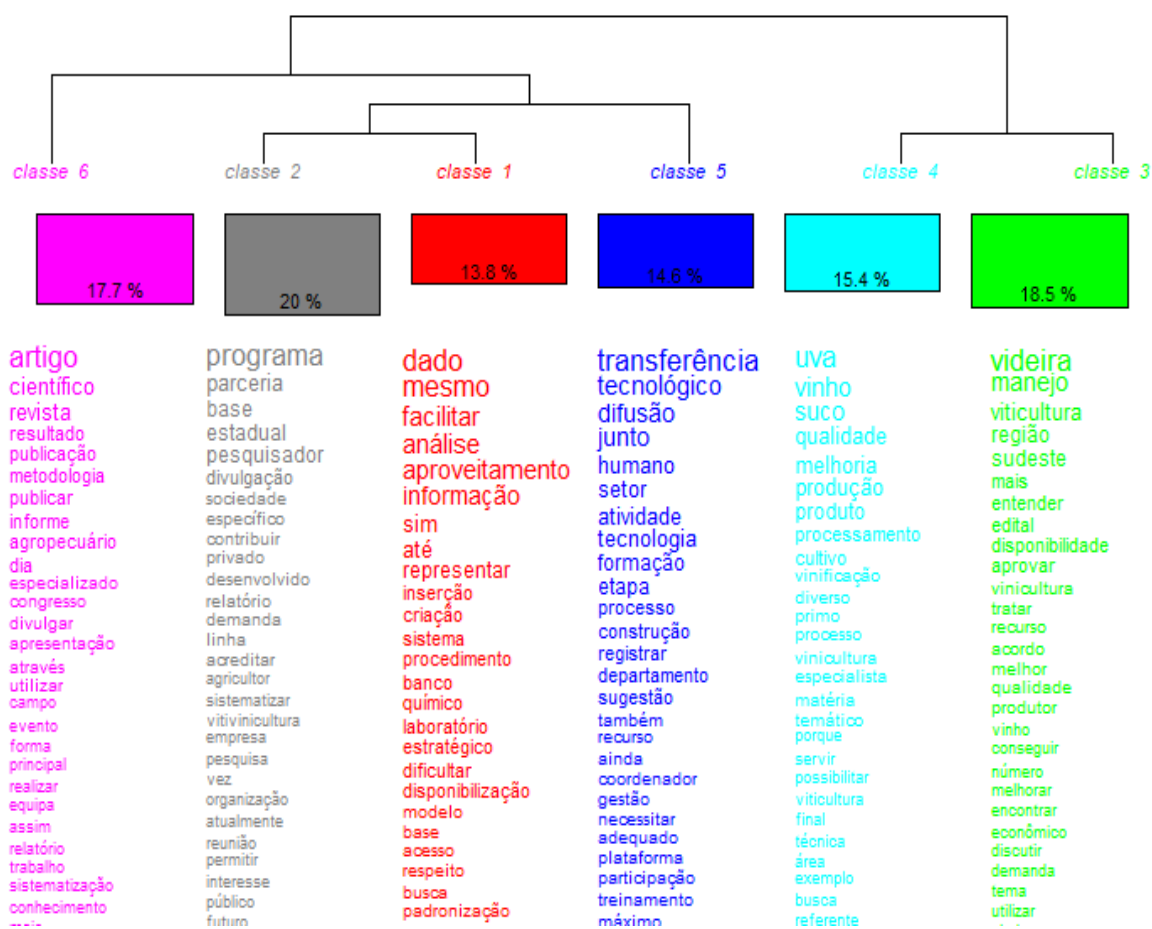 classe 6
classe 2
classe 1
classe 5
classe 4
classe 3
17.7 %
20 %
13.8 %
14.6 %
15.4 %
18.5 %
artigo
científico
revista
resultado
publicação
metodologia
publicar
informe
agropecuário
dia
especializado
congresso
divulgar
apresentação
através
utilizar
campo
evento
forma
principal
realizar
equipa
assim
relatório
trabalho
sistematização
conhecimento
mais
programa
parceria
base
estadual
pesquisador
divulgação
sociedade
específico
contribuir
privado
desenvolvido
relatório
demanda
linha
acreditar
agricultor
sistematizar
vitivinicultura
empresa
pesquisa
vez
organização
atualmente
reunião
permitir
interesse
público
futuro
dado
mesmo
facilitar
análise
aproveitamento
informação
sim
até
representar
inserção
criação
sistema
procedimento
banco
químico
laboratório
estratégico
dificultar
disponibilização
modelo
base
acesso
respeito
busca
padronização
transferência
tecnológico
difusão
junto
humano
setor
atividade
tecnologia
formação
etapa
processo
construção
registrar
departamento
sugestão
também
recurso
ainda
coordenador
gestão
necessitar
adequado
plataforma
participação
treinamento
máximo
uva
vinho
suco
qualidade
melhoria
produção
produto
processamento
cultivo
vinificação
diverso
primo
processo
vinicultura
especialista
matéria
temático
porque
servir
possibilitar
viticultura
final
técnica
área
exemplo
busca
referente
videira
manejo
viticultura
região
sudeste
mais
entender
edital
disponibilidade
aprovar
vinicultura
tratar
recurso
acordo
melhor
qualidade
produtor
vinho
conseguir
número
melhorar
encontrar
econômico
discutir
demanda
tema
utilizar